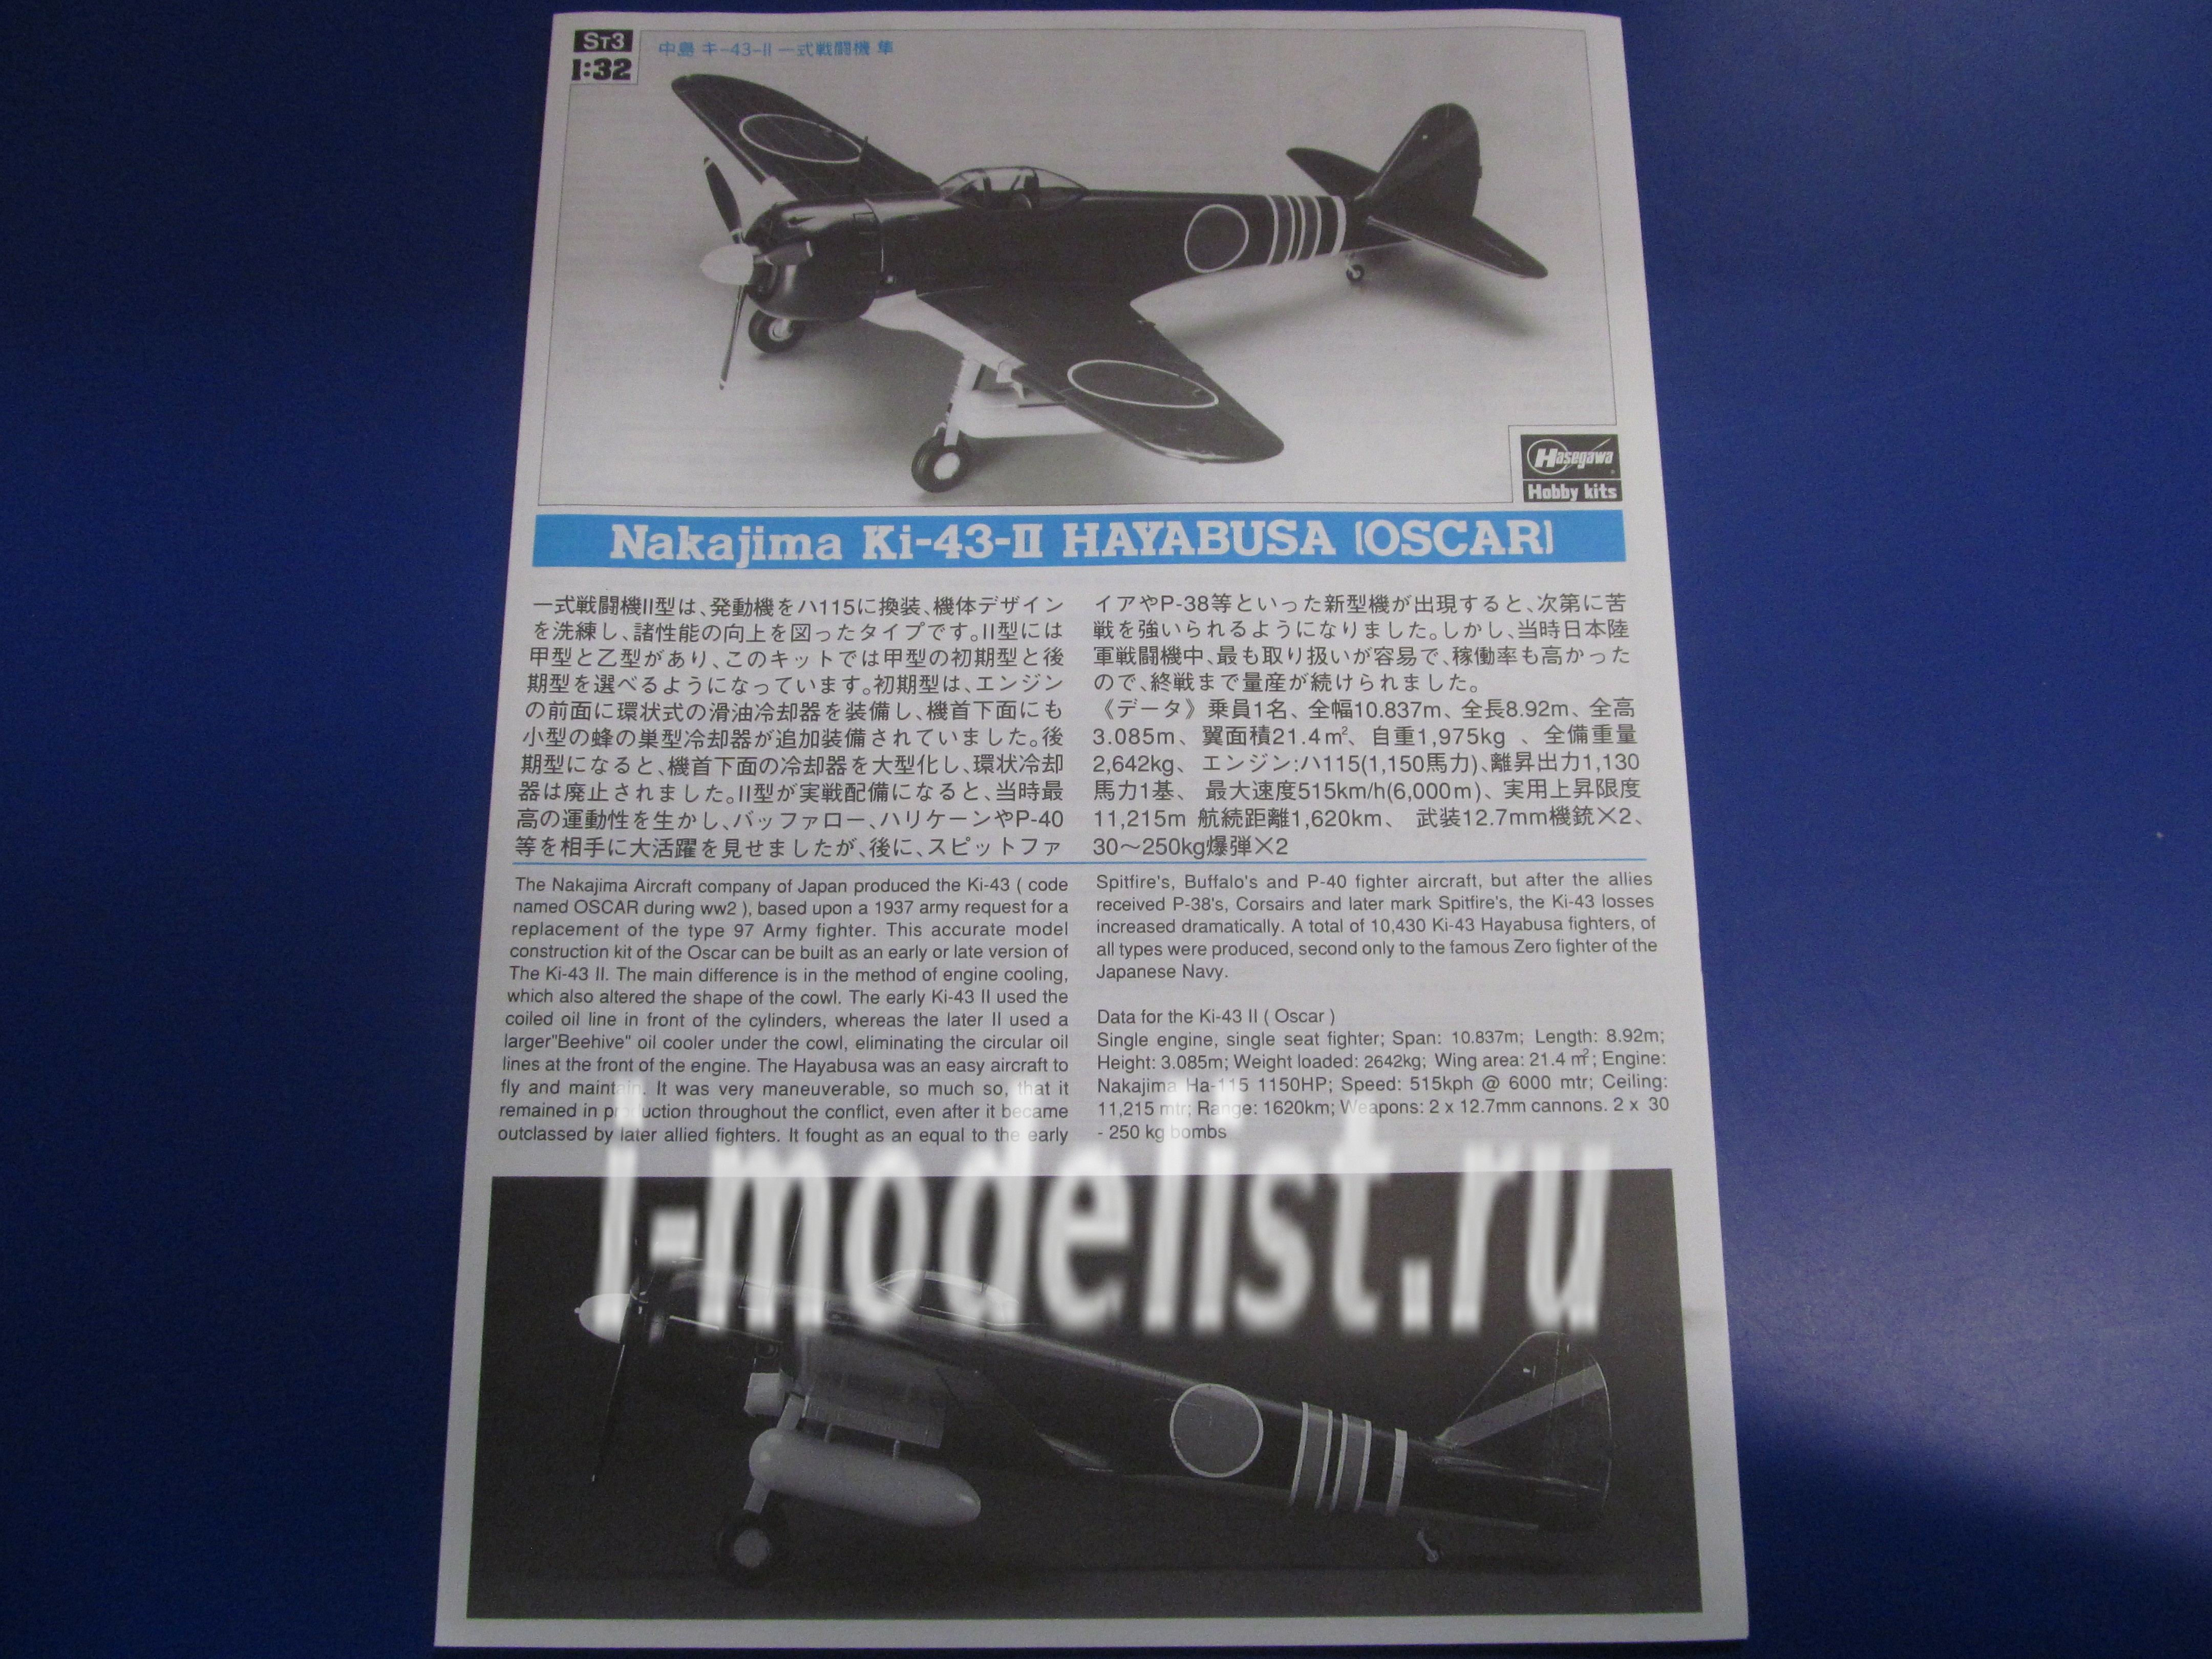 ST3
1:32
中島 キ-43-II 一式戦闘機 隼
Hasegawa
Hobby kits
Nakajima Ki-43-II HAYABUSA (OSCAR)
一式戦闘機II型は、発動機をハ115に換装、機体デザイン
を洗練し、諸性能の向上を図ったタイプです。II型には
甲型と乙型があり、このキットでは甲型の初期型と後
期型を選べるようになっています。初期型は、エンジン
の前面に環状式の滑油冷却器を装備し、機首下面にも
小型の蜂の巣型冷却器が追加装備されていました。後
期型になると、機首下面の冷却器を大型化し、環状冷却
器は廃止されました。II型が実戦配備になると、当時最
高の運動性を生かし、バッファロー、ハリケーンやP-40
等を相手に大活躍を見せましたが、後に、スピットファ
イアやP-38等といった新型機が出現すると、次第に苦
戦を強いられるようになりました。しかし、当時日本陸
軍戦闘機中、最も取り扱いが容易で、稼働率も高かった
ので、終戦まで量産が続けられました。
《データ》乗員1名、全幅10.837m、全長8.92m、全高
3.085m、翼面積21.4㎡、自重1,975kg 、全備重量
2,642kg、エンジン:ハ115(1,150馬力)、離昇出力1,130
馬力1基、 最大速度515km/h(6,000m)、実用上昇限度
11,215m 航続距離1,620km、 武装12.7mm機銃×2、
30～250kg爆弾×2
The Nakajima Aircraft company of Japan produced the Ki-43 ( code
named OSCAR during ww2 ), based upon a 1937 army request for a
replacement of the type 97 Army fighter. This accurate model
construction kit of the Oscar can be built as an early or late version of
The Ki-43 II. The main difference is in the method of engine cooling,
which also altered the shape of the cowl. The early Ki-43 II used the
coiled oil line in front of the cylinders, whereas the later II used a
larger"Beehive" oil cooler under the cowl, eliminating the circular oil
lines at the front of the engine. The Hayabusa was an easy aircraft to
fly and maintain. It was very maneuverable, so much so, that it
remained in production throughout the conflict, even after it became
outclassed by later allied fighters. It fought as an equal to the early
Spitfire's, Buffalo's and P-40 fighter aircraft, but after the allies
received P-38's, Corsairs and later mark Spitfire's, the Ki-43 losses
increased dramatically. A total of 10,430 Ki-43 Hayabusa fighters, of
all types were produced, second only to the famous Zero fighter of the
Japanese Navy.
Data for the Ki-43 II ( Oscar )
Single engine, single seat fighter; Span: 10.837m; Length: 8.92m;
Height: 3.085m; Weight loaded: 2642kg; Wing area: 21.4 m²; Engine:
Nakajima Ha-115 1150HP; Speed: 515kph @ 6000 mtr; Ceiling:
11,215 mtr; Range: 1620km; Weapons: 2 x 12.7mm cannons. 2 x 30
- 250 kg bombs
i-modelist.ru